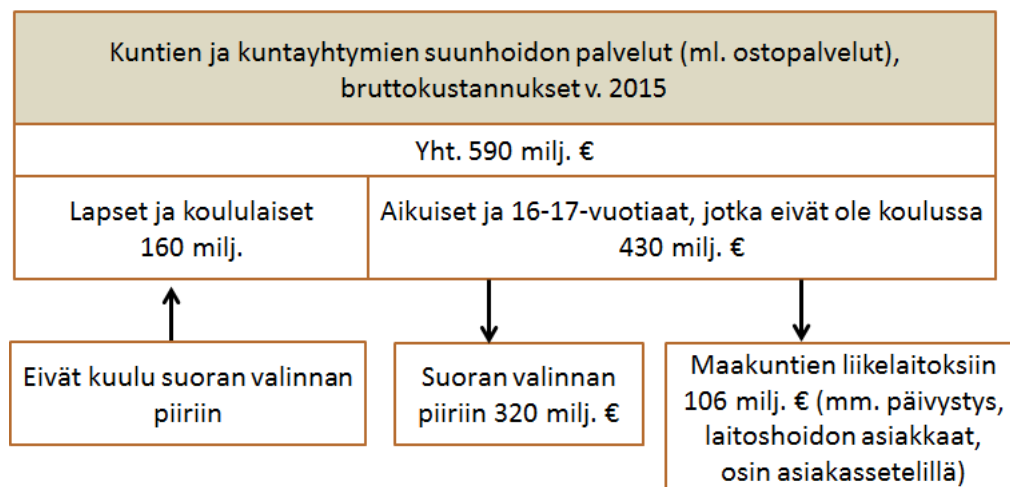 Kuntien ja kuntayhtymien suunhoidon palvelut (ml. ostopalvelut),
bruttokustannukset v. 2015
Yht. 590 milj. €
Lapset ja koululaiset
160 milj.
Aikuiset ja 16-17-vuotiaat, jotka eivät ole koulussa
430 milj. €
Eivät kuulu suoran valinnan
piiriin
Suoran valinnan
piiriin 320 milj. €
Maakuntien liikelaitoksiin
106 milj. € (mm. päivystys,
laitoshoidon asiakkaat,
osin asiakassetelillä)